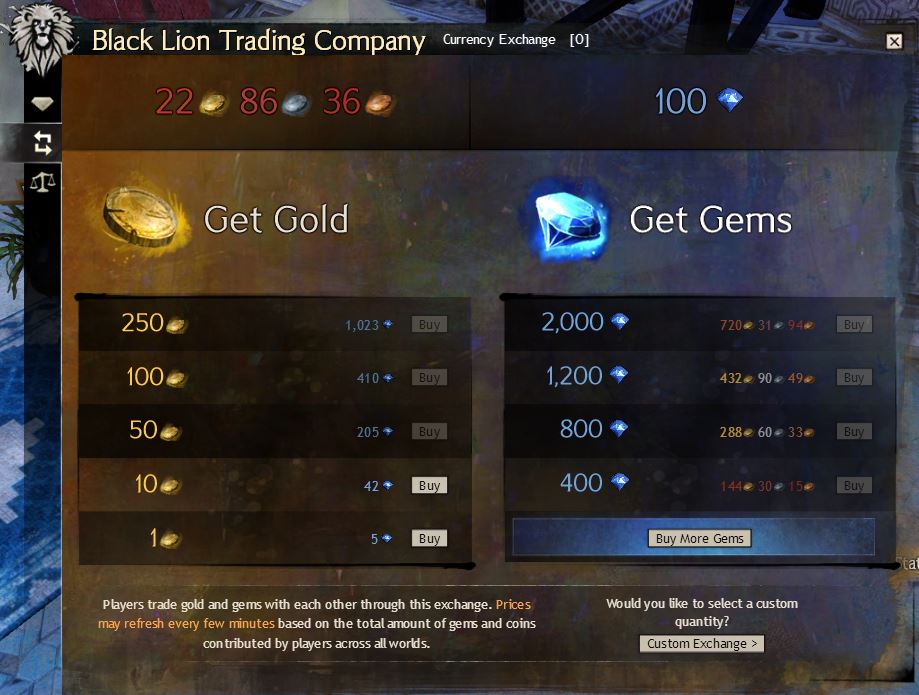 Black Lion Trading Company Currency Exchange [0]
22 86 36 100
Get Gold Get Gems
250 1,023 Buy 2,000 720 31 94 Buy
100 410 Buy 1,200 432 90 49 Buy
50 205 Buy 800 288 60 33 Buy
10 42 Buy 400 144 30 15 Buy
1 5 Buy Buy More Gems
Players trade gold and gems with each other through this exchange. Prices
may refresh every few minutes based on the total amount of gems and coins
contributed by players across all worlds.
Would you like to select a custom
quantity?
Custom Exchange >